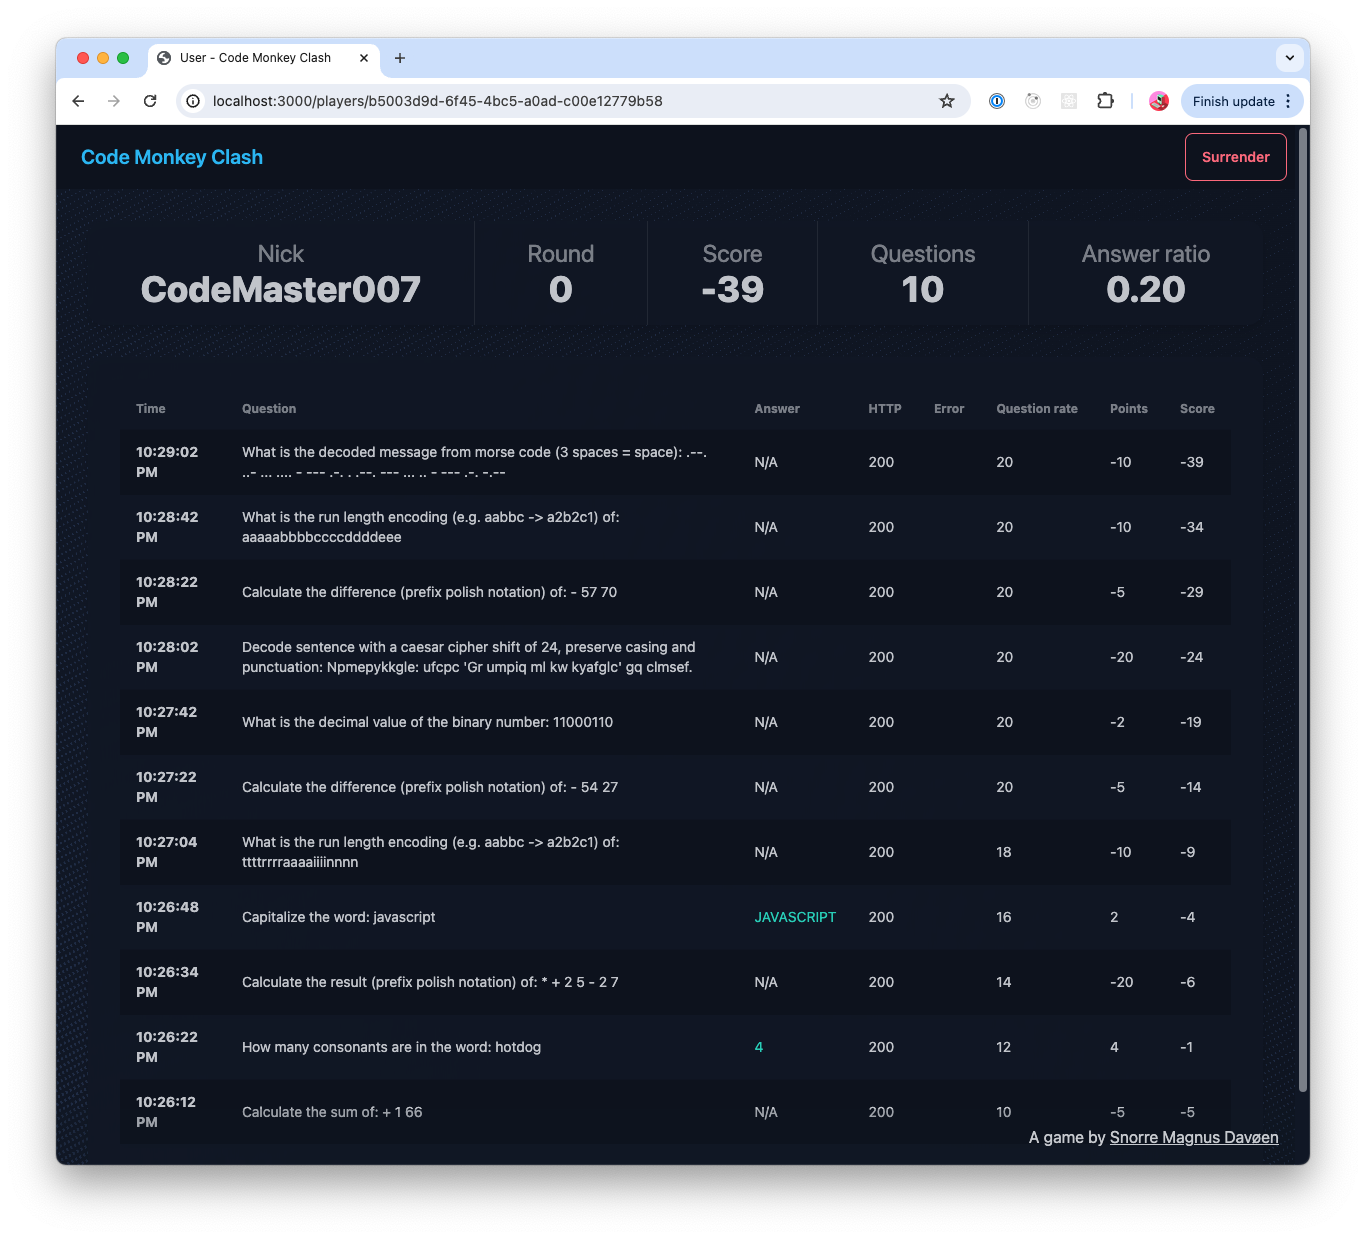 User - Code Monkey Clash
localhost:3000/players/b5003d9d-6f45-4bc5-a0ad-c00e12779b58
Finish update
Code Monkey Clash
Surrender
Nick
CodeMaster007
Round
0
Score
-39
Questions
10
Answer ratio
0.20
Time Question Answer HTTP Error Question rate Points Score
10:29:02 PM
What is the decoded message from morse code (3 spaces = space): .--.
..- ... .... - --- .-. . .--. --- ... .. - --- .-. -.--
N/A 200 20 -10 -39
10:28:42 PM
What is the run length encoding (e.g. aabbc -> a2b2c1) of:
aaaaabbbbccccddddeee
N/A 200 20 -10 -34
10:28:22 PM
Calculate the difference (prefix polish notation) of: - 57 70
N/A 200 20 -5 -29
10:28:02 PM
Decode sentence with a caesar cipher shift of 24, preserve casing and
punctuation: Npmepykkgle: ufcpc 'Gr umpiq ml kw kyafglc' gq clmsef.
N/A 200 20 -20 -24
10:27:42 PM
What is the decimal value of the binary number: 11000110
N/A 200 20 -2 -19
10:27:22 PM
Calculate the difference (prefix polish notation) of: - 54 27
N/A 200 20 -5 -14
10:27:04 PM
What is the run length encoding (e.g. aabbc -> a2b2c1) of:
ttttrrrraaaaiiiinnnn
N/A 200 18 -10 -9
10:26:48 PM
Capitalize the word: javascript
JAVASCRIPT 200 16 2 -4
10:26:34 PM
Calculate the result (prefix polish notation) of: * + 2 5 - 2 7
N/A 200 14 -20 -6
10:26:22 PM
How many consonants are in the word: hotdog
4 200 12 4 -1
10:26:12 PM
Calculate the sum of: + 1 66
N/A 200 10 -5 -5
A game by Snorre Magnus Davøen